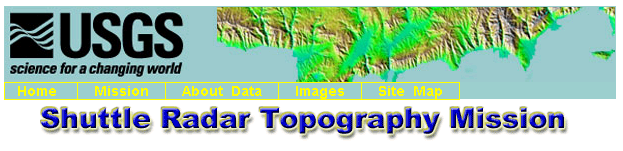 USGS
science for a changing world
Home Mission About Data Images Site Map
Shuttle Radar Topography Mission